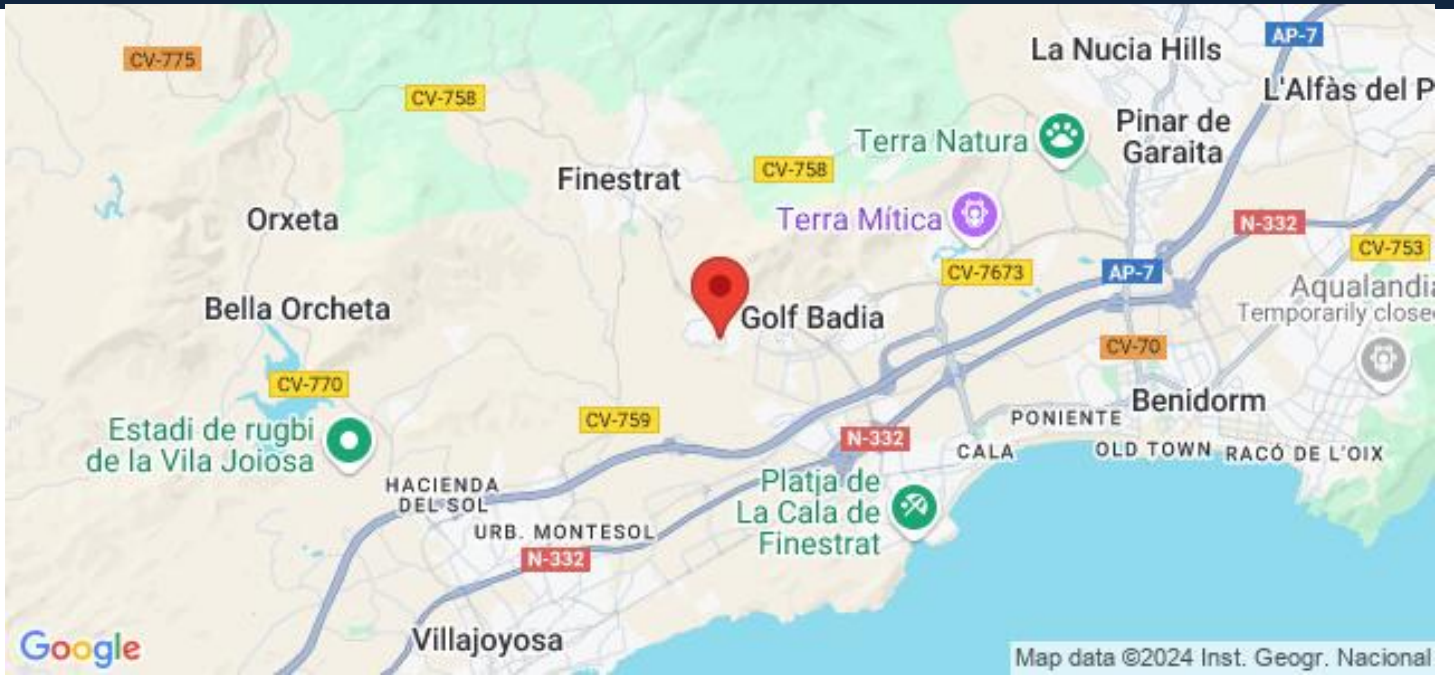 CV-775
CV-758
La Nucia Hills
AP-7
L'Alfàs del P
Terra Natura
Pinar de
Garaita
Finestrat
CV-758
Orxeta
Terra Mítica
N-332
CV-753
CV-7673
AP-7
Bella Orcheta
Golf Badia
Aqualandia
Temporarily close
CV-70
CV-770
Benidorm
CV-759
PONIENTE
Estadi de rugbi
de la Vila Joiosa
N-332
CALA
OLD TOWN
RACÓ DE L'OIX
HACIENDA
DEL SOL
Platja de
La Cala de
Finestrat
URB. MONTESOL
N-332
Villajoyosa
Google
Map data ©2024 Inst. Geogr. Nacional